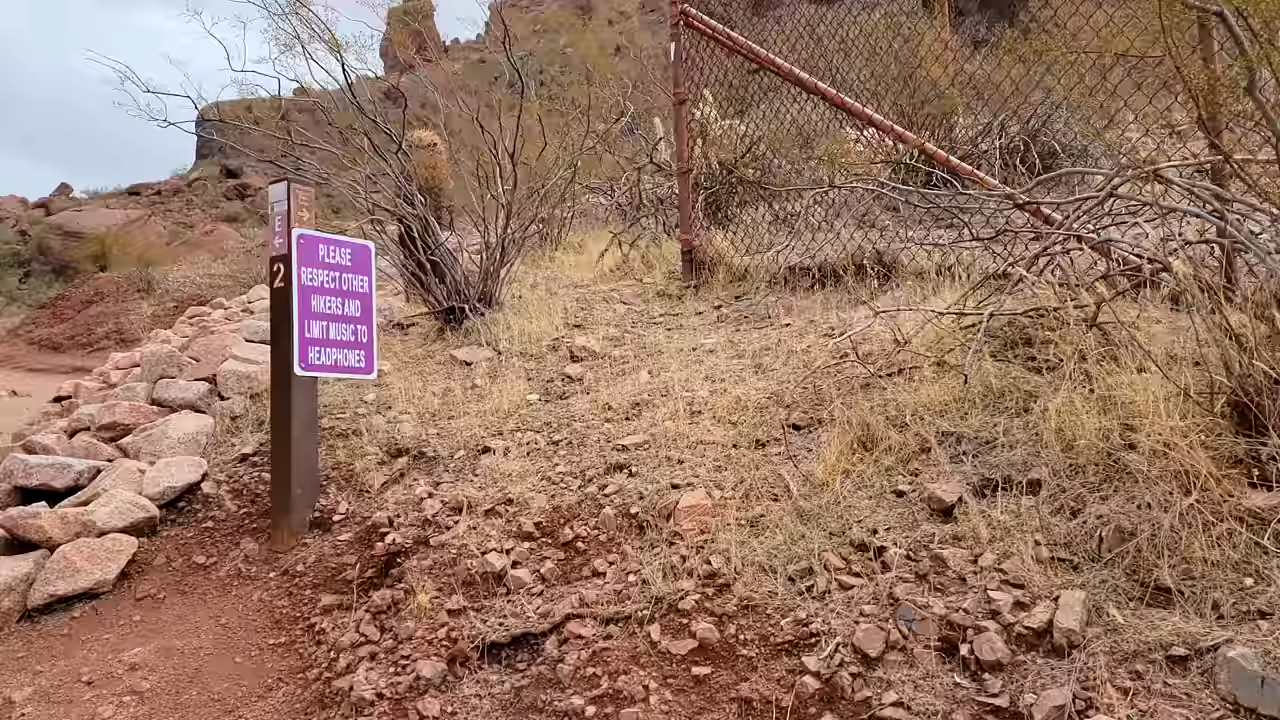 E
→
E
←
2
PLEASE
RESPECT OTHER
HIKERS AND
LIMIT MUSIC TO
HEADPHONES